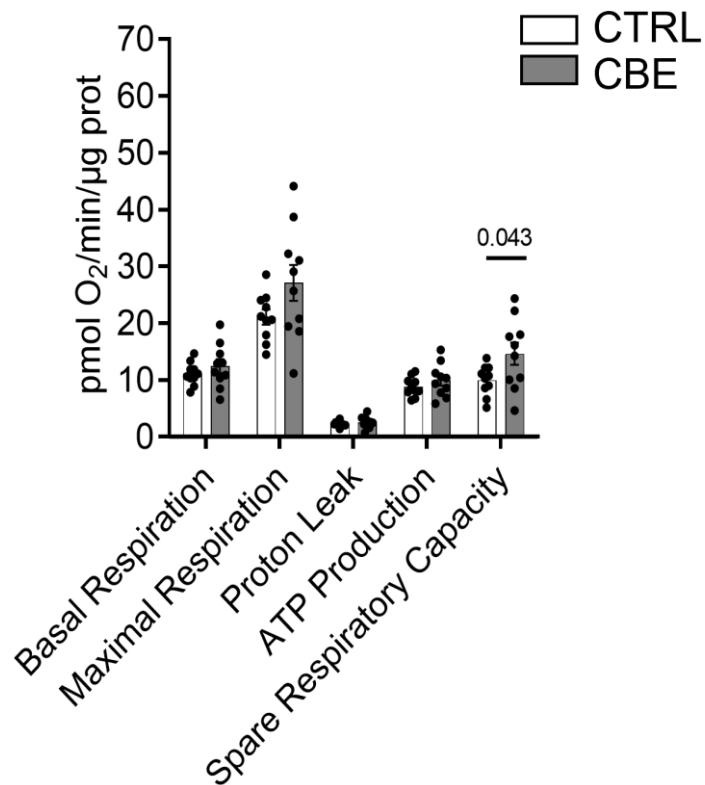 CTRL
CBE
pmol O₂/min/µg prot
70
60
50
40
30
20
10
0
0.043
Basal Respiration
Maximal Respiration
Proton Leak
ATP Production
Spare Respiratory Capacity